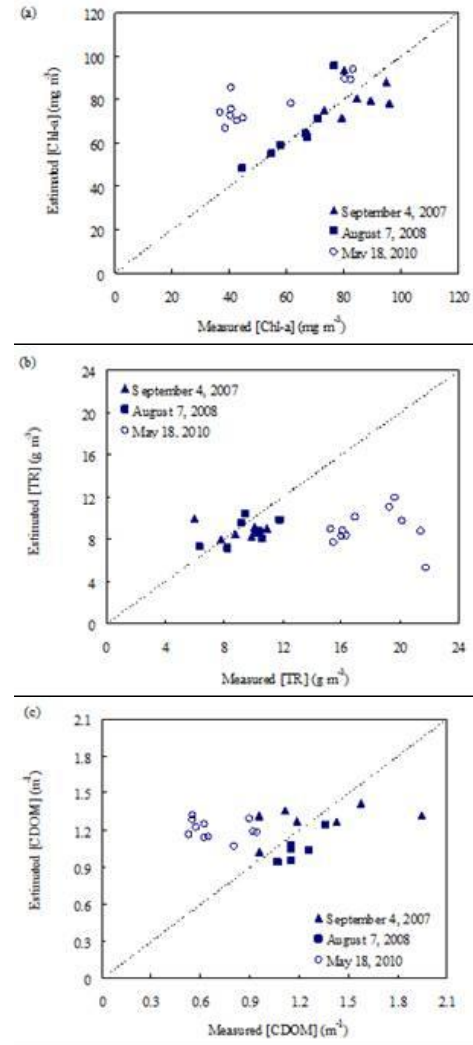 (a)
120
100
80
60
40
20
0
Estimated [Chl-a] (mg m⁻³)
September 4, 2007
August 7, 2008
May 18, 2010
0 20 40 60 80 100 120
Measured [Chl-a] (mg m⁻³)
(b)
24
20
16
12
8
4
0
Estimated [TR] (g m⁻³)
September 4, 2007
August 7, 2008
May 18, 2010
0 4 8 12 16 20 24
Measured [TR] (g m⁻³)
(c)
2.1
1.8
1.5
1.2
0.9
0.6
0.3
0
Estimated [CDOM] (m⁻¹)
September 4, 2007
August 7, 2008
May 18, 2010
0 0.3 0.6 0.9 1.2 1.5 1.8 2.1
Measured [CDOM] (m⁻¹)